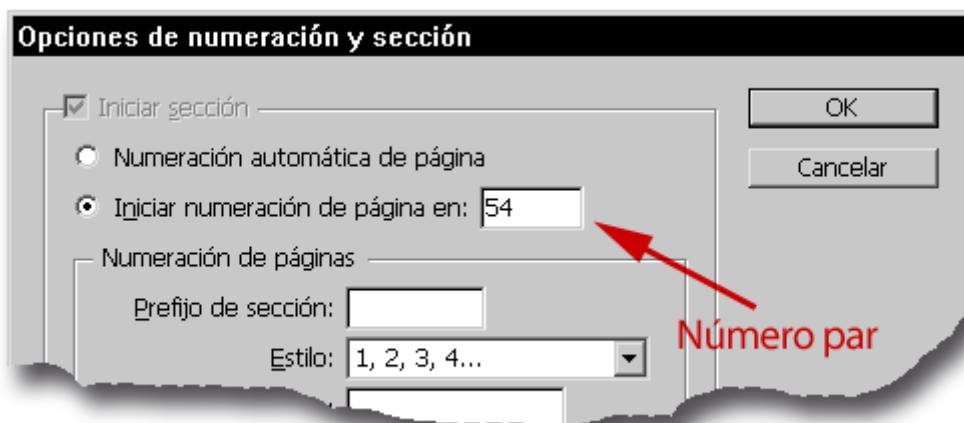 Opciones de numeración y sección
Iniciar sección
OK
Numeración automática de página
Cancelar
Iniciar numeración de página en: 54
Numeración de páginas
Prefijo de sección:
Número par
Estilo: 1, 2, 3, 4...